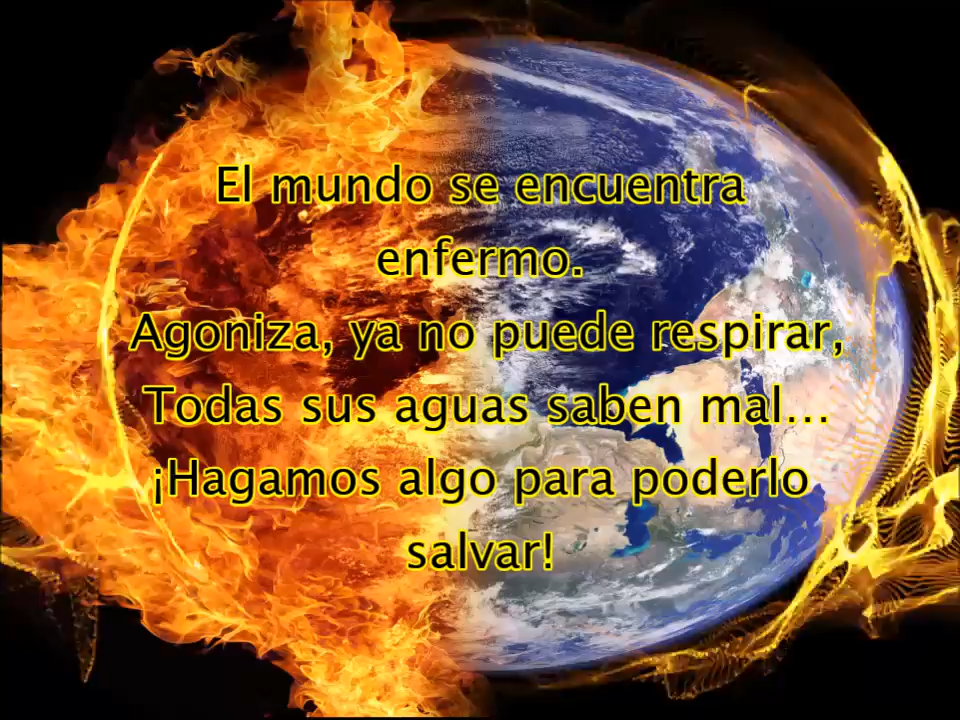 El mundo se encuentra
enfermo.
Agoniza, ya no puede respirar,
Todas sus aguas saben mal…
¡Hagamos algo para poderlo
salvar!